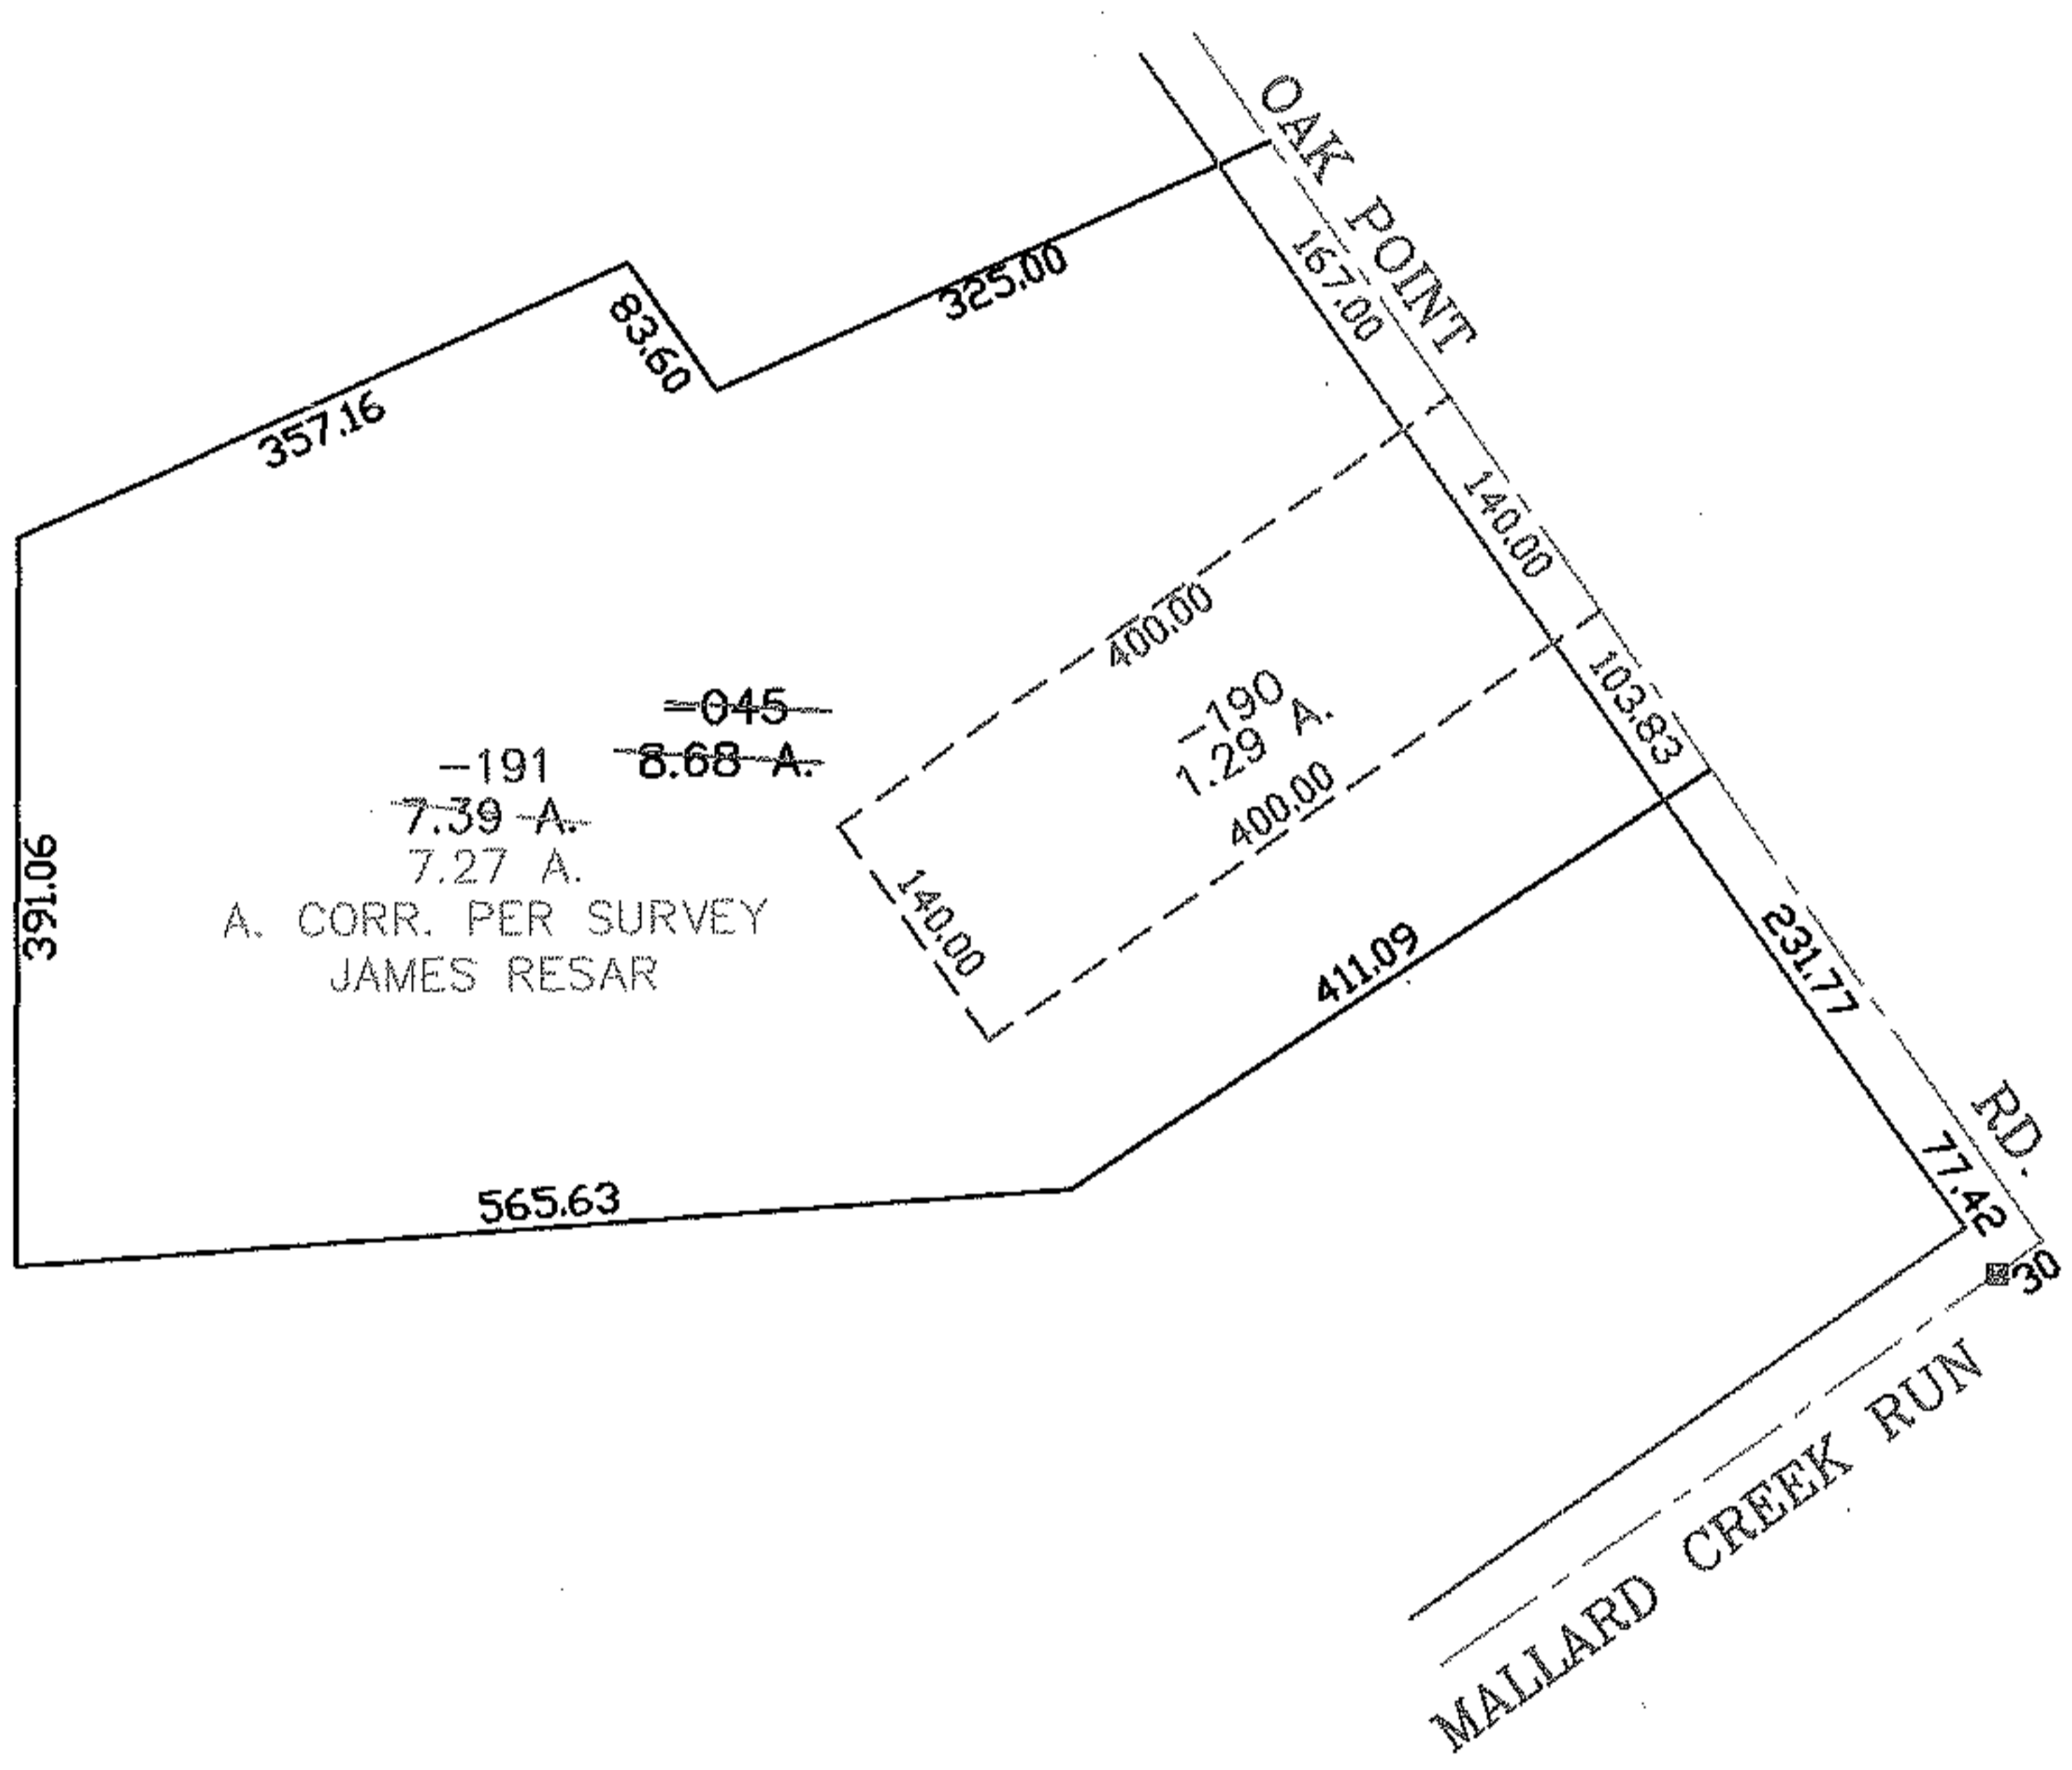 OAK POINT
167.00
325.00
83.60
357.16
140.00
400.00
103.83
-190
1.29 A.
-045
8.68 A.
-191
7.39 A.
7.27 A.
A. CORR. PER SURVEY
JAMES RESAR
400.00
391.06
140.00
411.09
231.77
RD.
77.42
565.63
30
MALLARD CREEK RUN